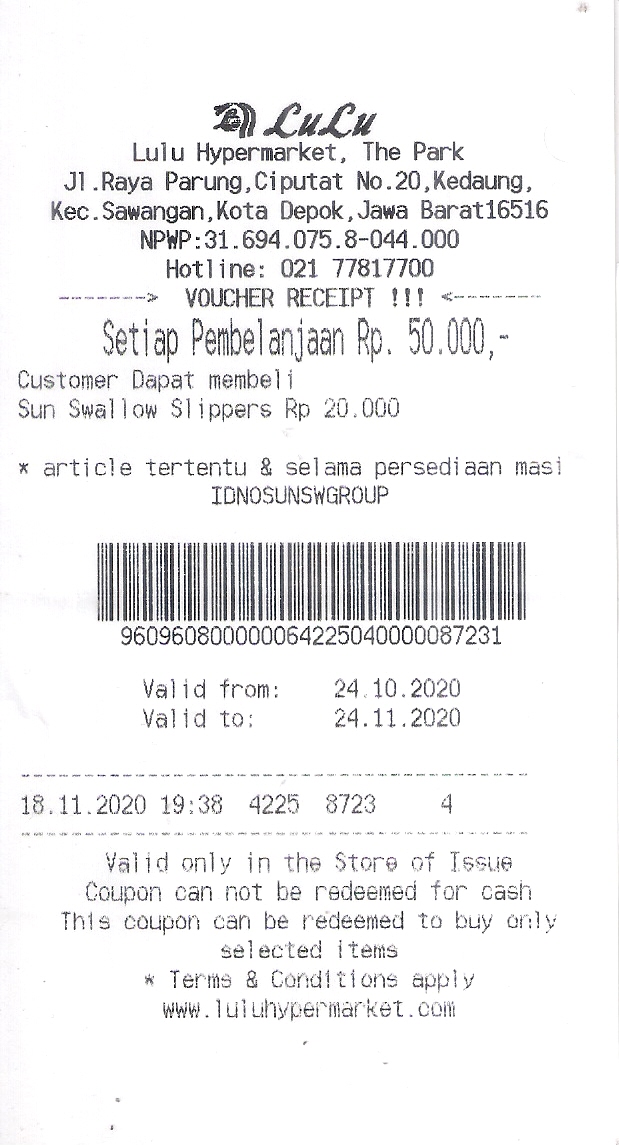 LuLu
Lulu Hypermarket, The Park
Jl.Raya Parung,Ciputat No.20,Kedaung,
Kec.Sawangan,Kota Depok,Jawa Barat16516
NPWP:31.694.075.8-044.000
Hotline: 021 77817700
-------> VOUCHER RECEIPT !!! <-------
Setiap Pembelanjaan Rp. 50.000,-
Customer Dapat membeli
Sun Swallow Slippers Rp 20.000
* article tertentu & selama persediaan masi
IDNOSUNSWGROUP
960960800000064225040000087231
Valid from: 24.10.2020
Valid to: 24.11.2020
18.11.2020 19:38 4225 8723 4
Valid only in the Store of Issue
Coupon can not be redeemed for cash
This coupon can be redeemed to buy only
selected items
* Terms & Conditions apply
www.luluhypermarket.com